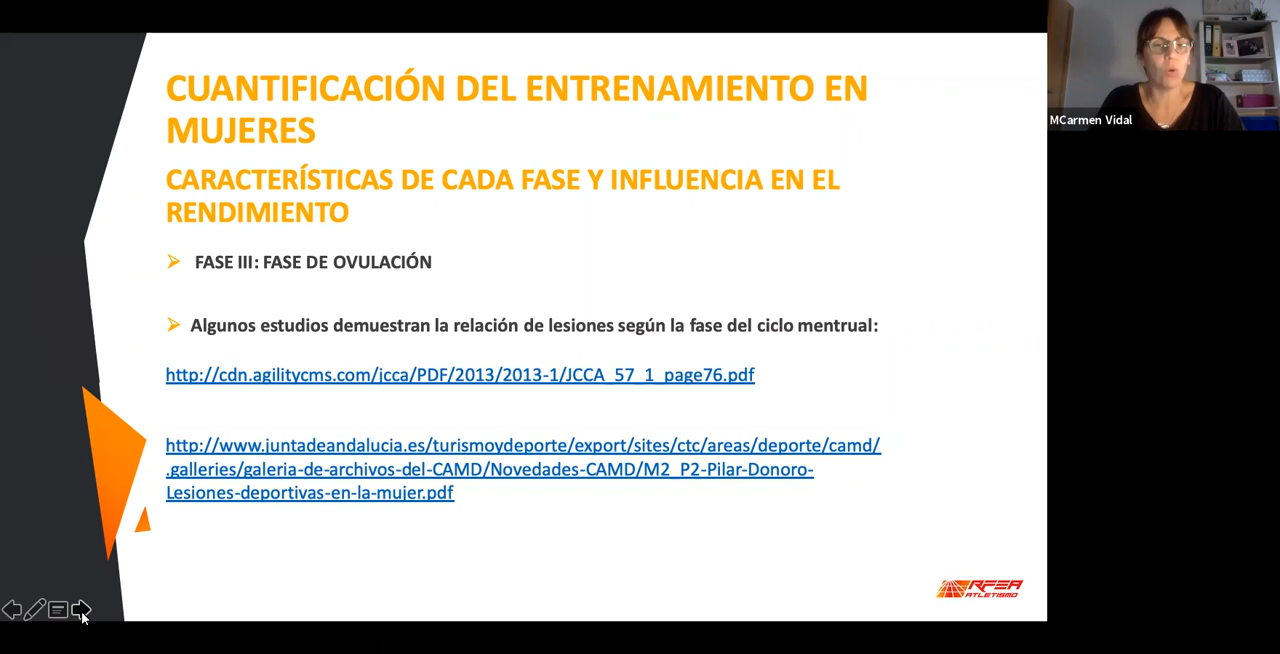 CUANTIFICACIÓN DEL ENTRENAMIENTO EN
MUJERES
CARACTERÍSTICAS DE CADA FASE Y INFLUENCIA EN EL
RENDIMIENTO
FASE III: FASE DE OVULACIÓN
Algunos estudios demuestran la relación de lesiones según la fase del ciclo mentrual:
http://cdn.agilitycms.com/jcca/PDF/2013/2013-1/JCCA_57_1_page76.pdf
http://www.juntadeandalucia.es/turismoydeporte/export/sites/ctc/areas/deporte/camd/
.galleries/galeria-de-archivos-del-CAMD/Novedades-CAMD/M2_P2-Pilar-Donoro-
Lesiones-deportivas-en-la-mujer.pdf
RFEA
ATLETISMO
MCarmen Vidal